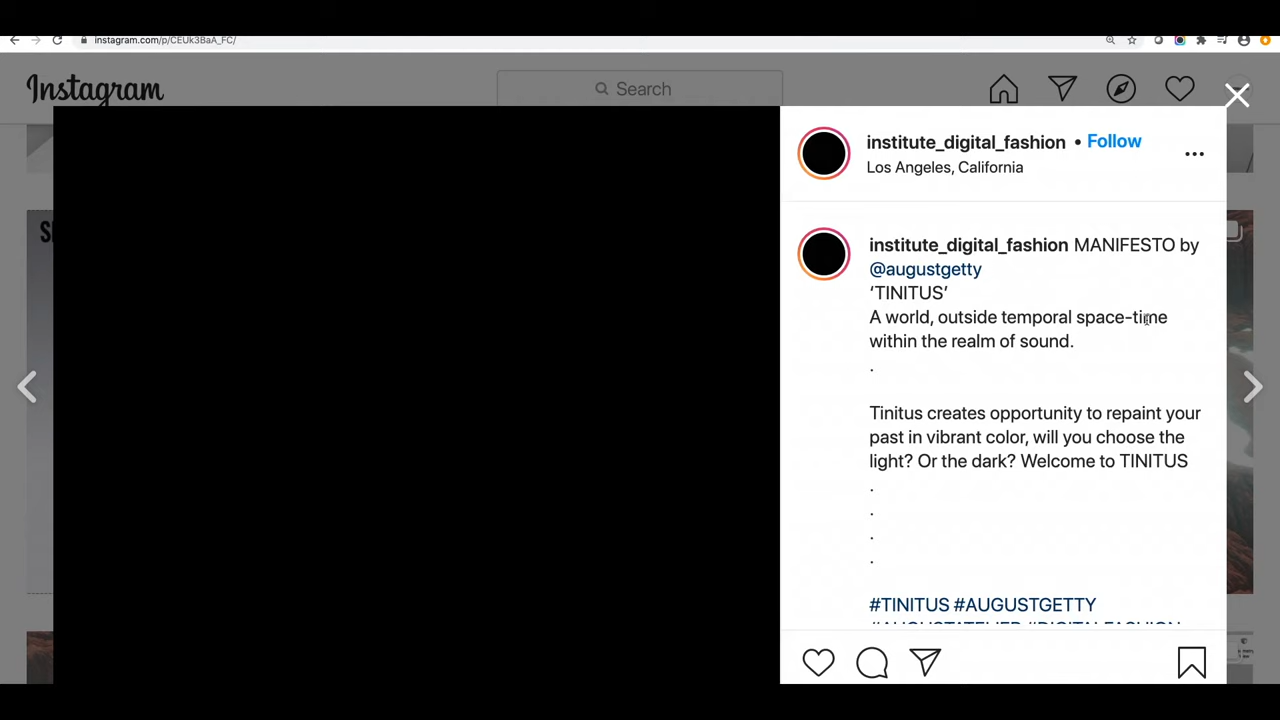 instagram.com/p/CEUk3BaA_FC/
Instagram
Search
institute_digital_fashion • Follow
Los Angeles, California
institute_digital_fashion MANIFESTO by
@augustgetty
‘TINITUS’
A world, outside temporal space-time
within the realm of sound.
.
Tinitus creates opportunity to repaint your
past in vibrant color, will you choose the
light? Or the dark? Welcome to TINITUS
.
.
.
.
#TINITUS #AUGUSTGETTY
#AUGUSTATELIER #DIGITALFASHION